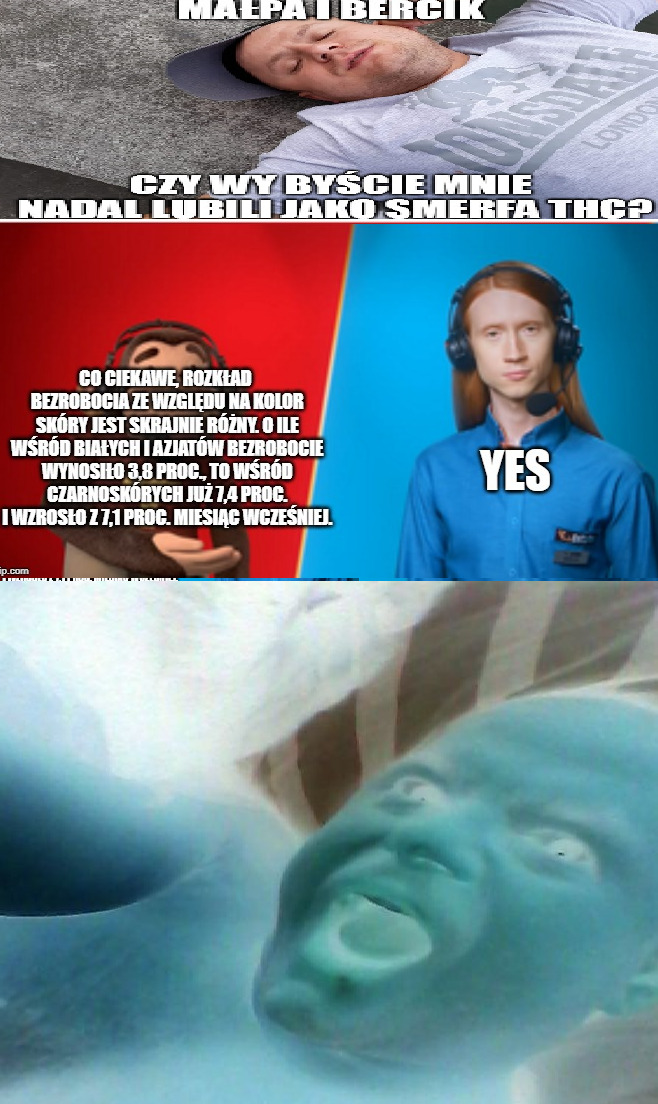 MAŁPA I BERCIK
LONSDALE
LONDON
CZY WY BYŚCIE MNIE
NADAL LUBILI JAKO SMERFA THC?
CO CIEKAWE, ROZKŁAD
BEZROBOCIA ZE WZGLĘDU NA KOLOR
SKÓRY JEST SKRAJNIE RÓŻNY. O ILE
WŚRÓD BIAŁYCH I AZJATÓW BEZROBOCIE
WYNOSIŁO 3,8 PROC., TO WŚRÓD
CZARNOSKÓRYCH JUŻ 7,4 PROC.
I WZROSŁO Z 7,1 PROC. MIESIĄC WCZEŚNIEJ.
YES
ip.com